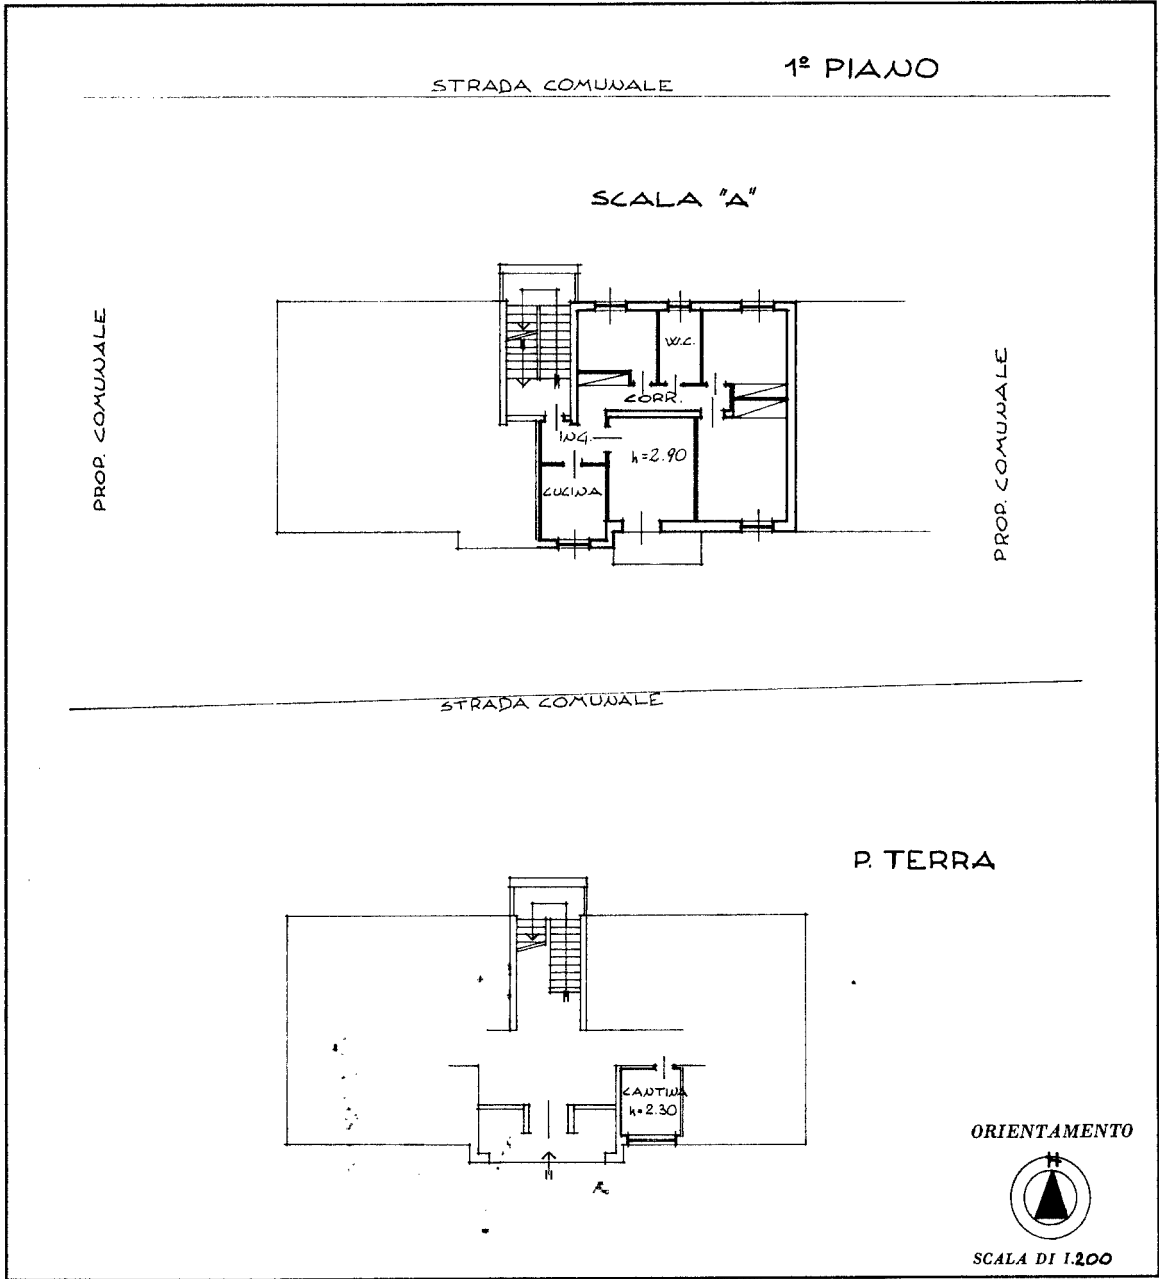 1º PIANO
STRADA COMUNALE
SCALA "A"
PROP. COMUNALE
W.C.
CORR.
ING.
h=2.90
CUCINA
PROP. COMUNALE
STRADA COMUNALE
P. TERRA
CANTINA
h=2.30
ORIENTAMENTO
N
SCALA DI 1.200